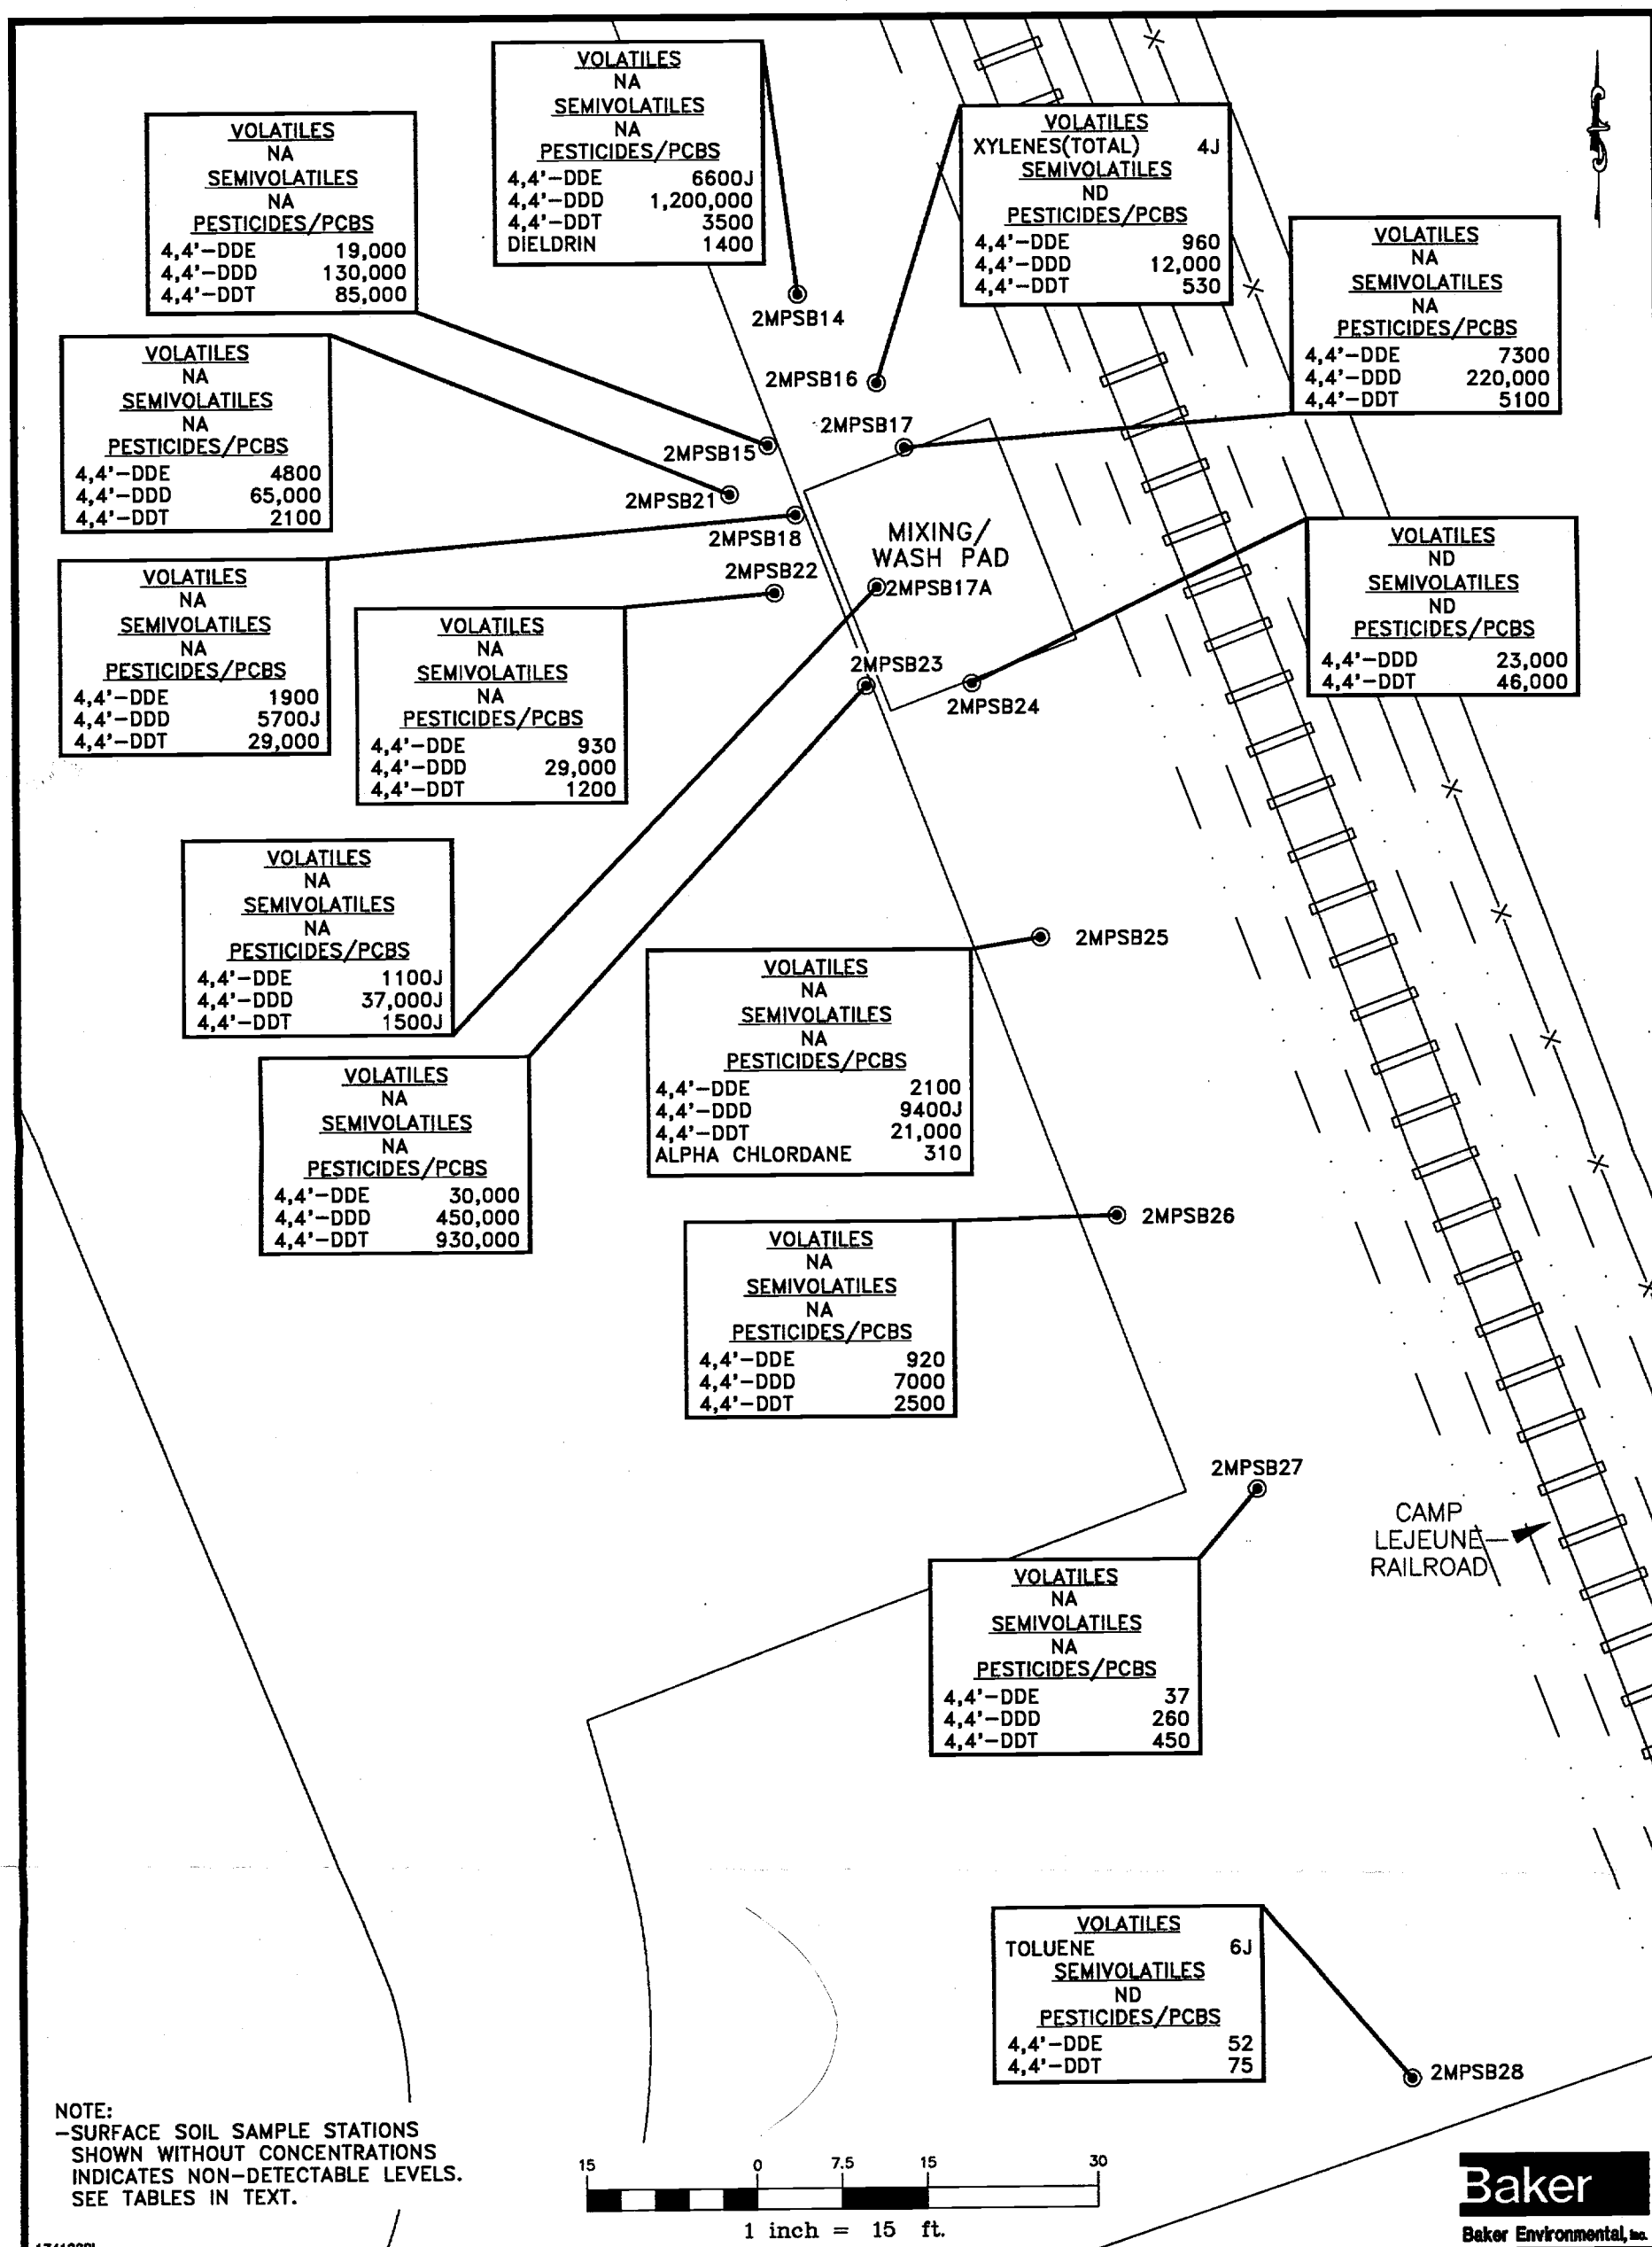 VOLATILES
NA
SEMIVOLATILES
NA
PESTICIDES/PCBS
4,4'-DDE 6600J
4,4'-DDD 1,200,000
4,4'-DDT 3500
DIELDRIN 1400
VOLATILES
NA
SEMIVOLATILES
NA
PESTICIDES/PCBS
4,4'-DDE 19,000
4,4'-DDD 130,000
4,4'-DDT 85,000
VOLATILES
XYLENES(TOTAL) 4J
SEMIVOLATILES
ND
PESTICIDES/PCBS
4,4'-DDE 960
4,4'-DDD 12,000
4,4'-DDT 530
VOLATILES
NA
SEMIVOLATILES
NA
PESTICIDES/PCBS
4,4'-DDE 7300
4,4'-DDD 220,000
4,4'-DDT 5100
2MPSB14
2MPSB16
2MPSB17
2MPSB15
2MPSB21
2MPSB18
2MPSB22
MIXING/
WASH PAD
2MPSB17A
2MPSB23
2MPSB24
VOLATILES
NA
SEMIVOLATILES
NA
PESTICIDES/PCBS
4,4'-DDE 4800
4,4'-DDD 65,000
4,4'-DDT 2100
VOLATILES
NA
SEMIVOLATILES
NA
PESTICIDES/PCBS
4,4'-DDE 1900
4,4'-DDD 5700J
4,4'-DDT 29,000
VOLATILES
NA
SEMIVOLATILES
NA
PESTICIDES/PCBS
4,4'-DDE 930
4,4'-DDD 29,000
4,4'-DDT 1200
VOLATILES
ND
SEMIVOLATILES
ND
PESTICIDES/PCBS
4,4'-DDD 23,000
4,4'-DDT 46,000
VOLATILES
NA
SEMIVOLATILES
NA
PESTICIDES/PCBS
4,4'-DDE 1100J
4,4'-DDD 37,000J
4,4'-DDT 1500J
VOLATILES
NA
SEMIVOLATILES
NA
PESTICIDES/PCBS
4,4'-DDE 30,000
4,4'-DDD 450,000
4,4'-DDT 930,000
2MPSB25
VOLATILES
NA
SEMIVOLATILES
NA
PESTICIDES/PCBS
4,4'-DDE 2100
4,4'-DDD 9400J
4,4'-DDT 21,000
ALPHA CHLORDANE 310
2MPSB26
VOLATILES
NA
SEMIVOLATILES
NA
PESTICIDES/PCBS
4,4'-DDE 920
4,4'-DDD 7000
4,4'-DDT 2500
2MPSB27
CAMP
LEJEUNE
RAILROAD
VOLATILES
NA
SEMIVOLATILES
NA
PESTICIDES/PCBS
4,4'-DDE 37
4,4'-DDD 260
4,4'-DDT 450
VOLATILES
TOLUENE 6J
SEMIVOLATILES
ND
PESTICIDES/PCBS
4,4'-DDE 52
4,4'-DDT 75
2MPSB28
NOTE:
-SURFACE SOIL SAMPLE STATIONS
SHOWN WITHOUT CONCENTRATIONS
INDICATES NON-DETECTABLE LEVELS.
SEE TABLES IN TEXT.
15 0 7.5 15 30
1 inch = 15 ft.
Baker
Baker Environmental, Inc.